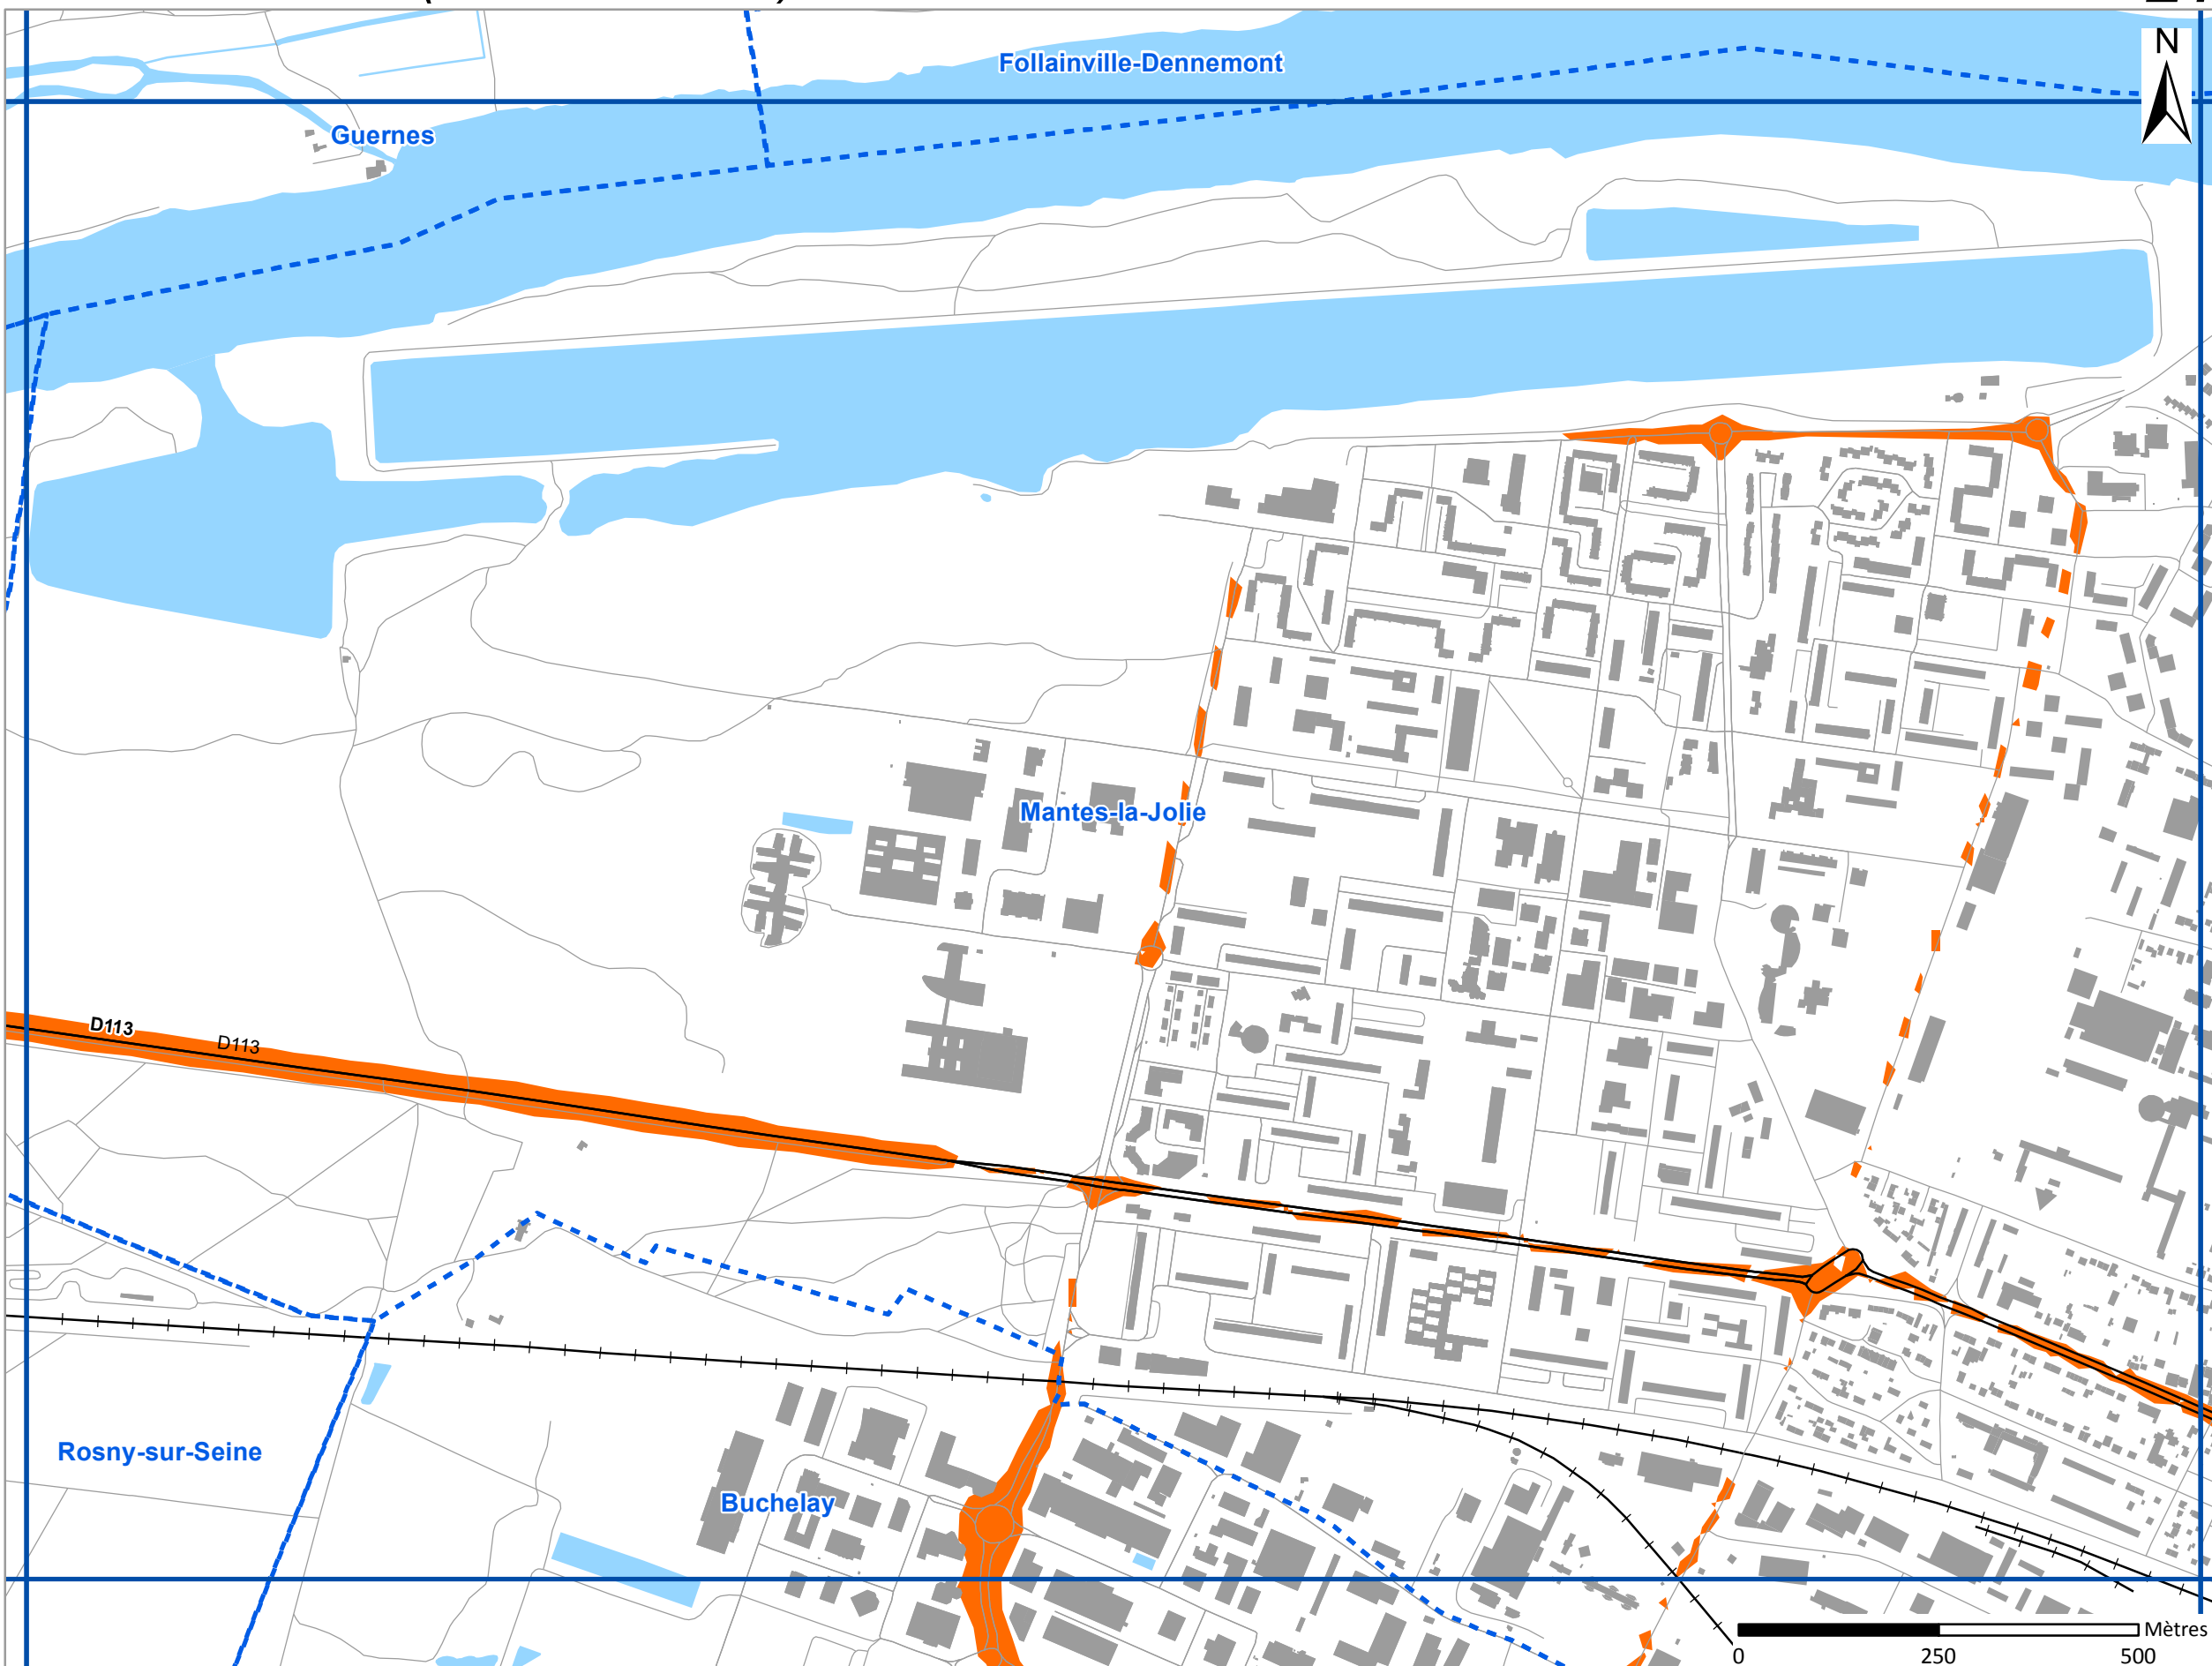 N
Follainville-Dennemont
Guernes
Mantes-la-Jolie
D113
D113
Rosny-sur-Seine
Buchelay
Mètres
0 250 500